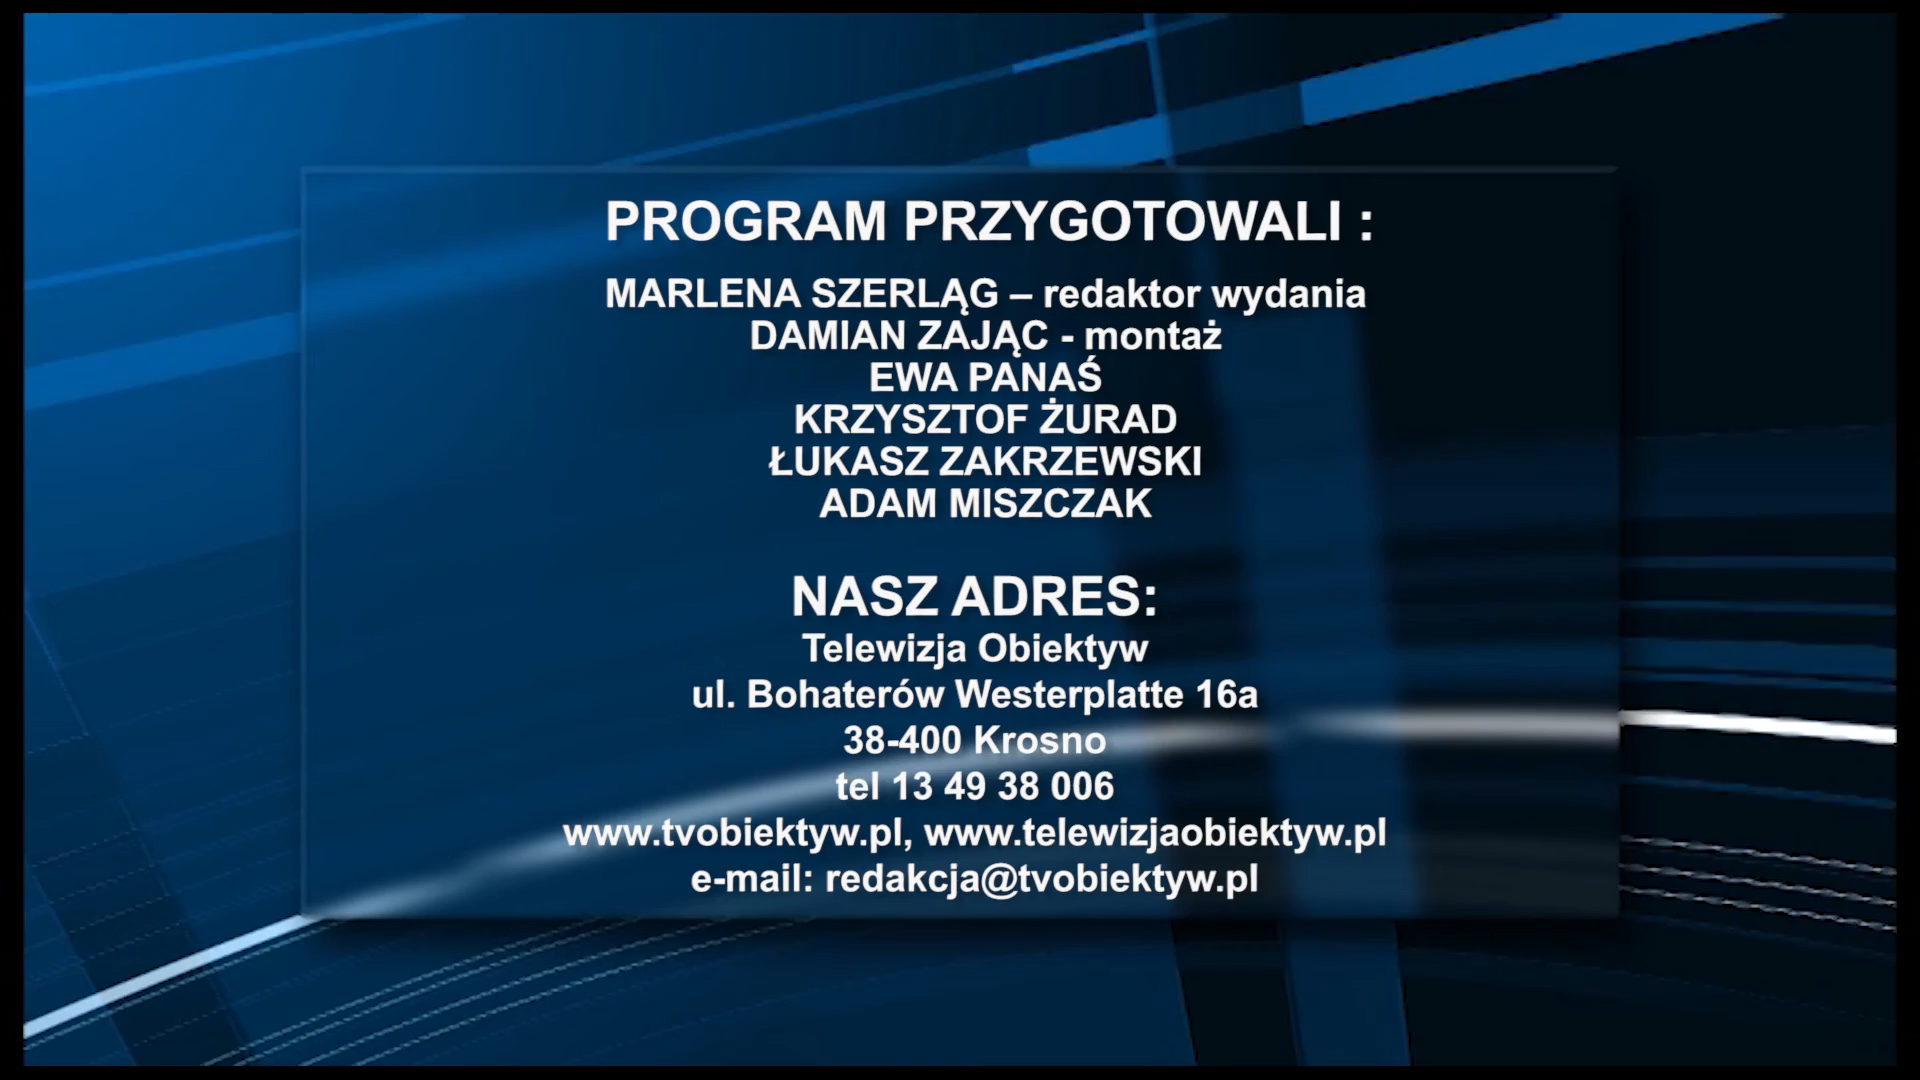 PROGRAM PRZYGOTOWALI :
MARLENA SZERLĄG – redaktor wydania
DAMIAN ZAJĄC - montaż
EWA PANAŚ
KRZYSZTOF ŻURAD
ŁUKASZ ZAKRZEWSKI
ADAM MISZCZAK
NASZ ADRES:
Telewizja Obiektyw
ul. Bohaterów Westerplatte 16a
38-400 Krosno
tel 13 49 38 006
www.tvobiektyw.pl, www.telewizjaobiektyw.pl
e-mail: redakcja@tvobiektyw.pl